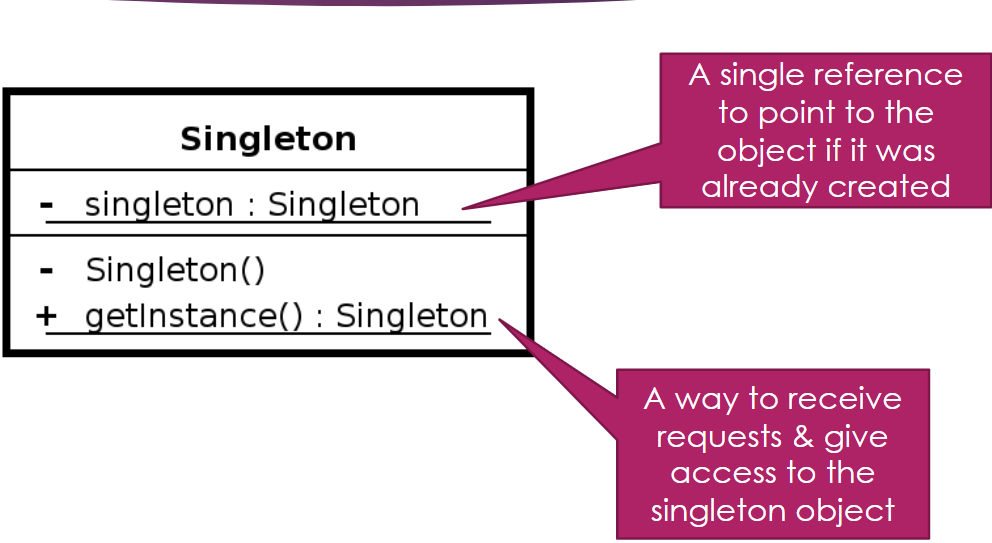 Singleton
- singleton : Singleton
- Singleton()
+ getInstance() : Singleton
A single reference
to point to the
object if it was
already created
A way to receive
requests & give
access to the
singleton object